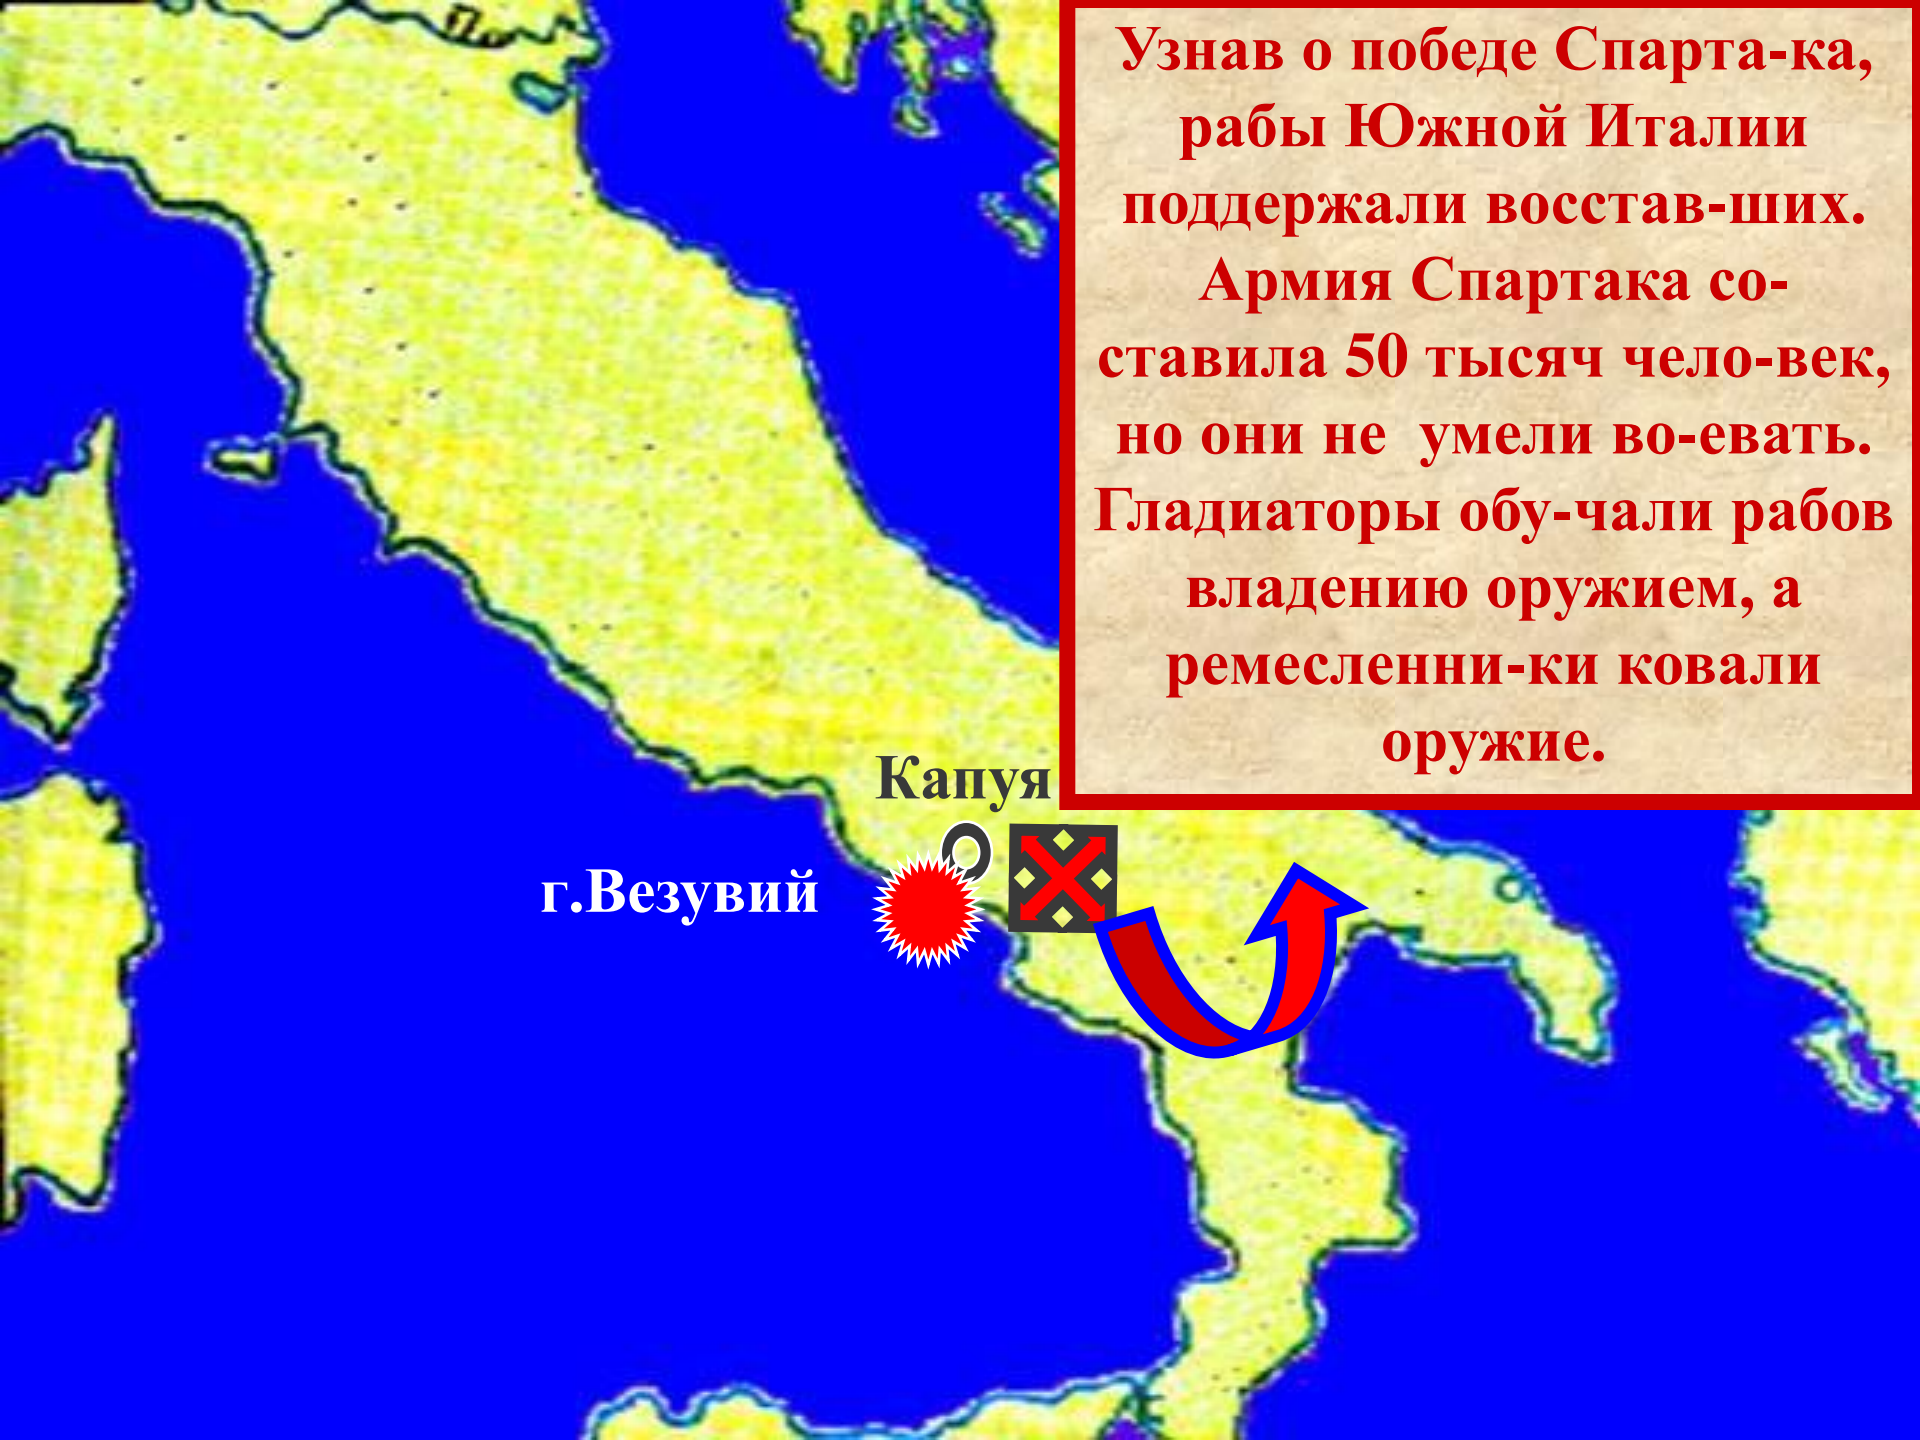 Узнав о победе Спарта-ка,
рабы Южной Италии
поддержали восстав-ших.
Армия Спартака со-
ставила 50 тысяч чело-век,
но они не  умели во-евать.
Гладиаторы обу-чали рабов
владению оружием, а
ремесленни-ки ковали
оружие.
Капуя
г.Везувий